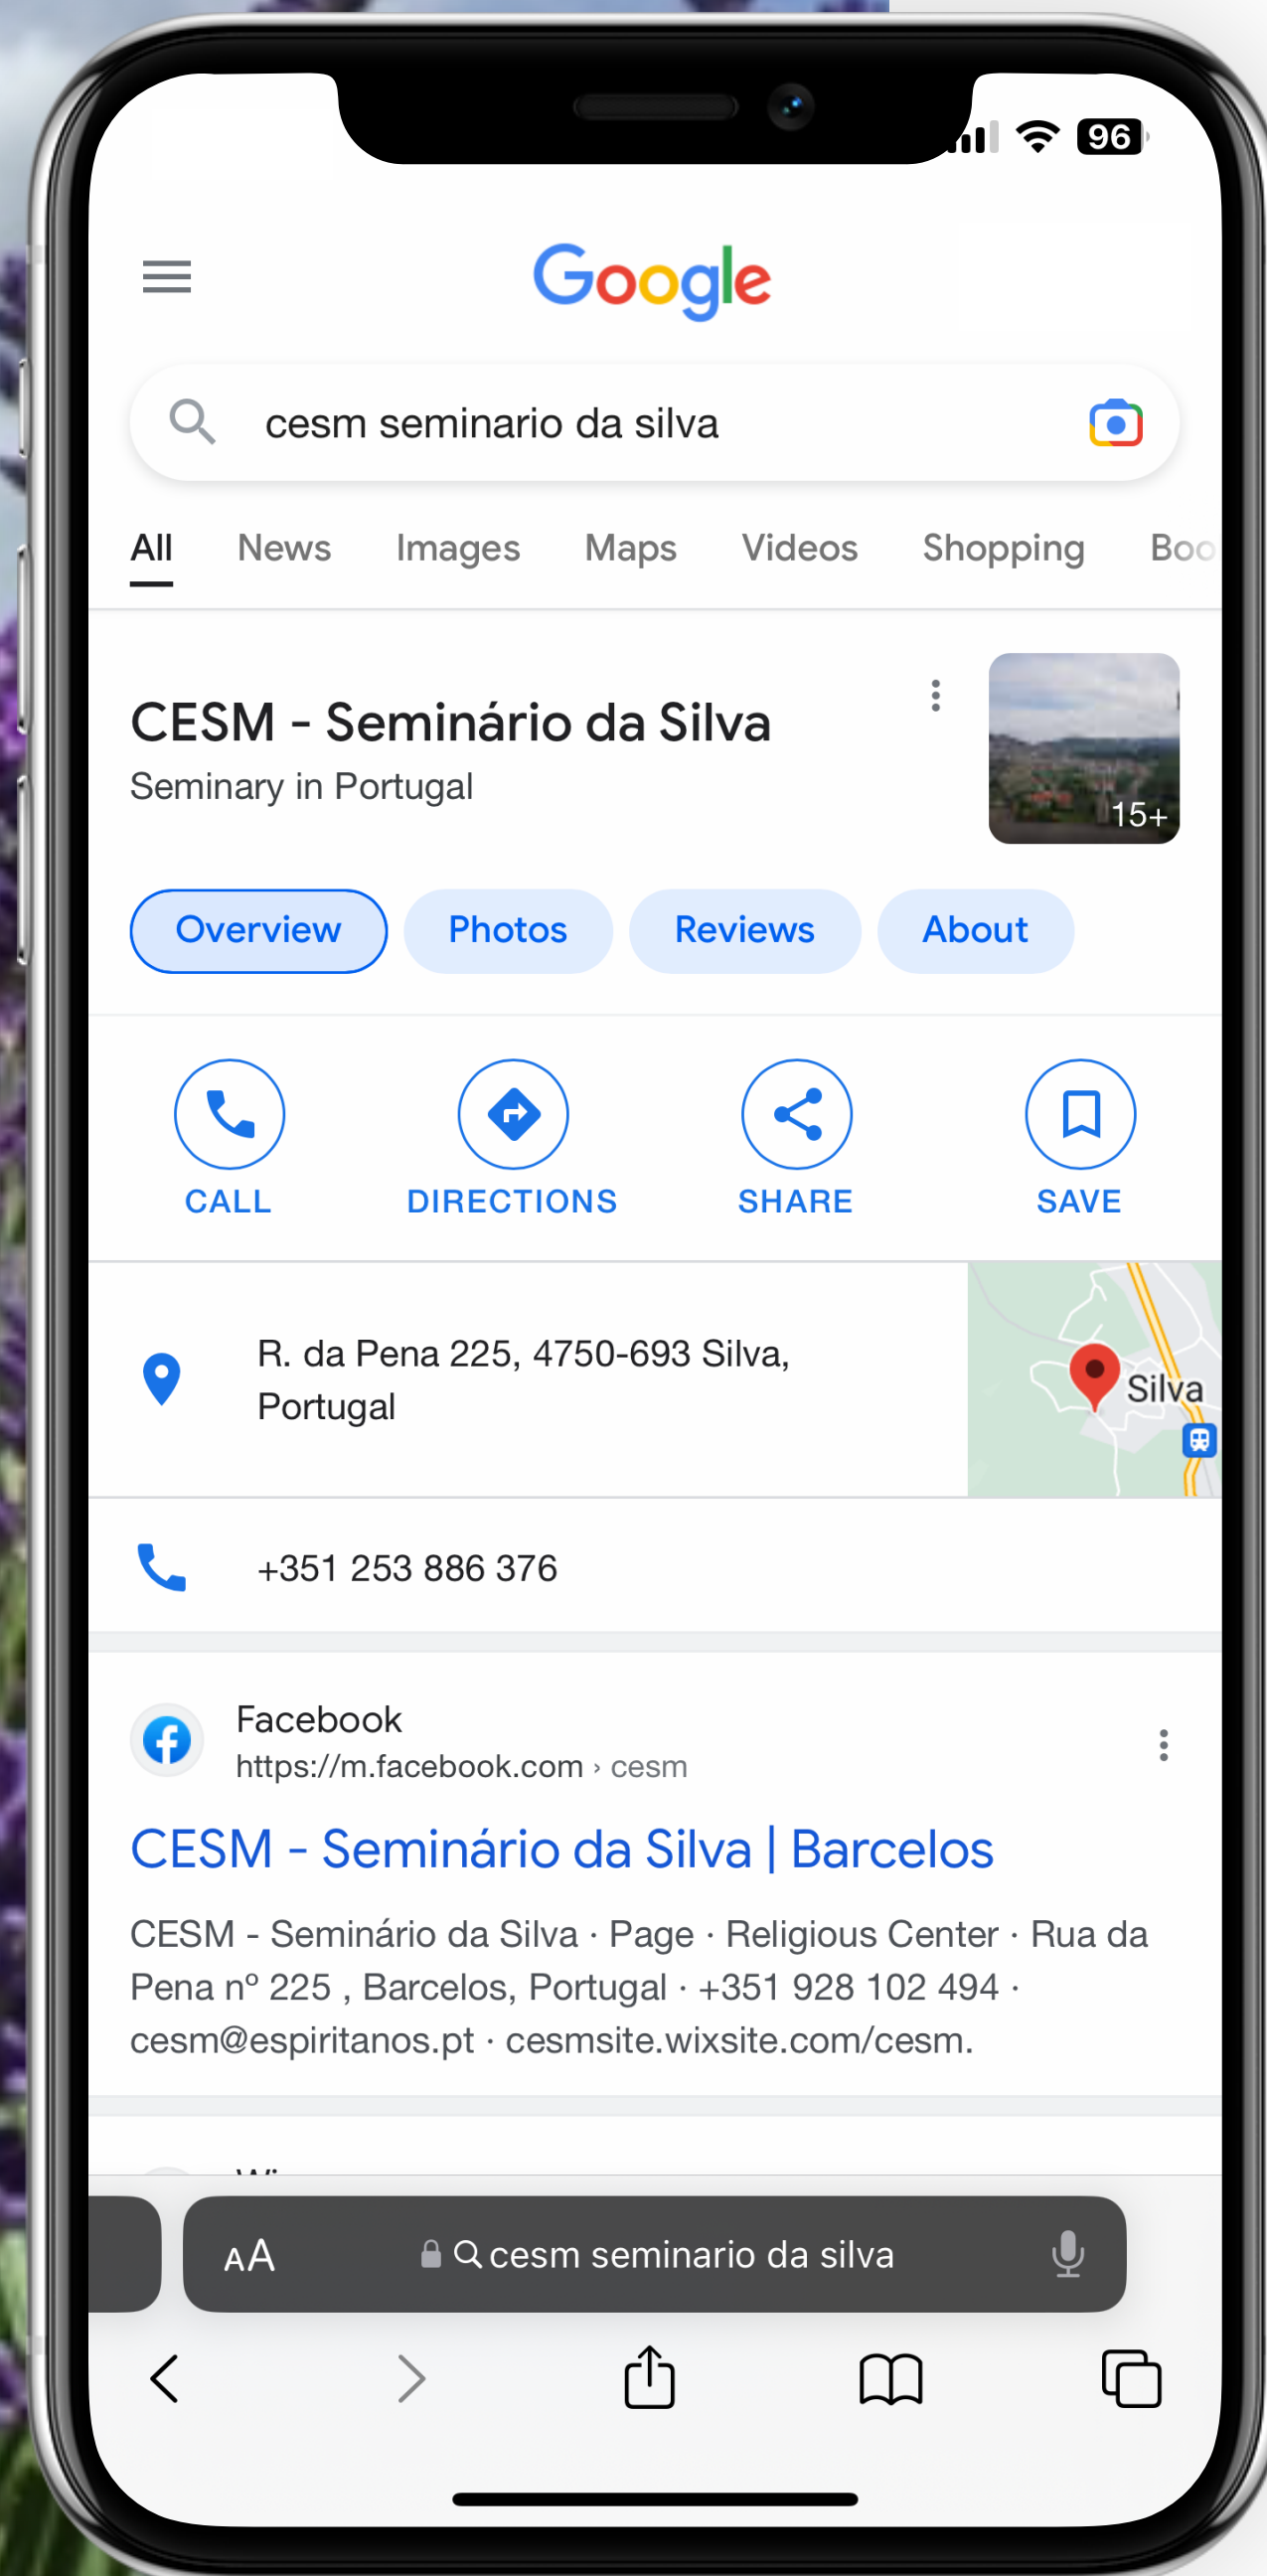 96
Google
cesm seminario da silva
All News Images Maps Videos Shopping Boo
CESM - Seminário da Silva
Seminary in Portugal
15+
Overview Photos Reviews About
CALL DIRECTIONS SHARE SAVE
R. da Pena 225, 4750-693 Silva,
Portugal
Silva
+351 253 886 376
Facebook
https://m.facebook.com › cesm
CESM - Seminário da Silva | Barcelos
CESM - Seminário da Silva · Page · Religious Center · Rua da
Pena nº 225 , Barcelos, Portugal · +351 928 102 494 ·
cesm@espiritanos.pt · cesmsite.wixsite.com/cesm.
AA cesm seminario da silva